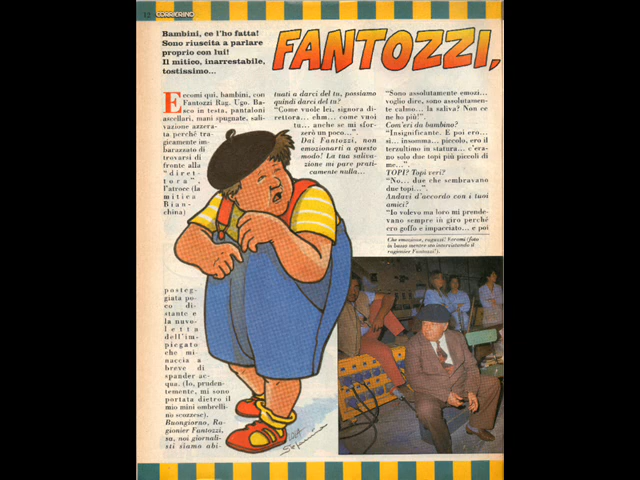 12 CORRIERINO
Bambini, ce l'ho fatta!
Sono riuscita a parlare
proprio con lui!
Il mitico, inarrestabile,
tostissimo...
FANTOZZI,
Eccomi qui, bambini, con
Fantozzi Rag. Ugo. Ba-
sco in testa, pantaloni
ascellari, mani spugnate, sali-
vazione azzera-
ta perché tra-
gicamente im-
barazzato di
trovarsi di
fronte alla
"diret-
tora",
l'atroce (la
mitica
Bian-
china)
posteg-
giata po-
co di-
stante e
la nuvo-
letta
dell'im-
piegato
che mi-
naccia a
breve di
spander ac-
qua. (Io, pruden-
temente, mi sono
portata dietro il
mio mini ombrelli-
no scozzese).
Buongiorno, Ra-
gionier Fantozzi,
sa, noi giornali-
sti siamo abi-
tuati a darci del tu, possiamo
quindi darci del tu?
"Come vuole lei, signora di-
rettora... ehm... come vuoi
tu... anche se mi sfor-
serò un poco...".
Dai Fantozzi, non
emozionarti a questo
modo! La tua saliva-
zione mi pare prati-
camente nulla...
"Sono assolutamente emozi...
voglio dire, sono assolutamen-
te calmo... la saliva? Non ce
ne ho più!".
Com'eri da bambino?
"Insignificante. E poi ero...
sì... insomma... piccolo, ero il
terzultimo in statura... c'era-
no solo due topi più piccoli di
me...".
TOPI? Topi veri?
"No... due che sembravano
due topi...".
Andavi d'accordo con i tuoi
amici?
"Io volevo ma loro mi prende-
vano sempre in giro perché
ero goffo e impacciato... e poi
Che emozione, ragazzi! Eccomi (foto
in basso mentre sto intervistando il
ragionier Fantozzi!).